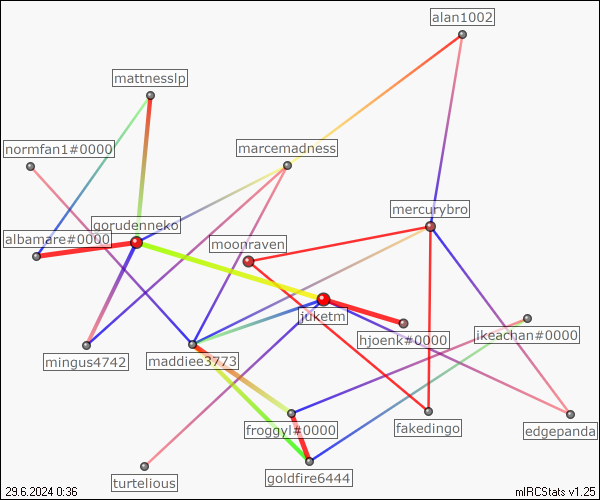 alan1002
mattnesslp
normfan1#0000
marcemadness
mercurybro
gorudenneko
albamare#0000
moonraven
juketm
ikeachan#0000
hjoenk#0000
mingus4742
maddiee3773
froggyl#0000
fakedingo
edgepanda
goldfire6444
turtelious
29.6.2024 0:36
mIRCStats v1.25